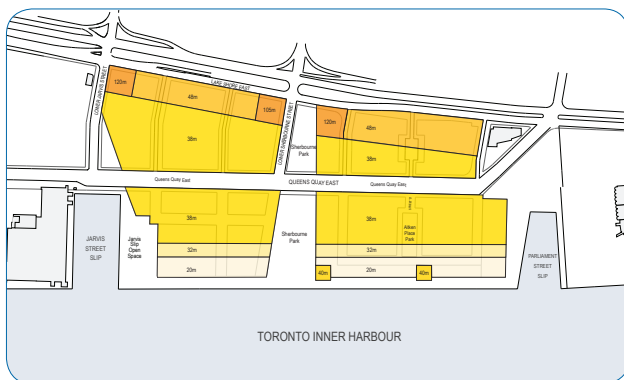 LAKE SHORE EAST
LOWER JARVIS STREET
120m
48m
105m
LOWER SHERBOURNE STREET
120m
48m
38m
Sherbourne
Park
38m
Queens Quay East
QUEENS QUAY EAST
Queens Quay East
38m
38m
JARVIS
STREET
SLIP
Jarvis
Slip
Open
Space
Sherbourne
Park
Aitken
Place
Park
32m
32m
20m
40m
20m
40m
PARLIAMENT
STREET
SLIP
TORONTO INNER HARBOUR